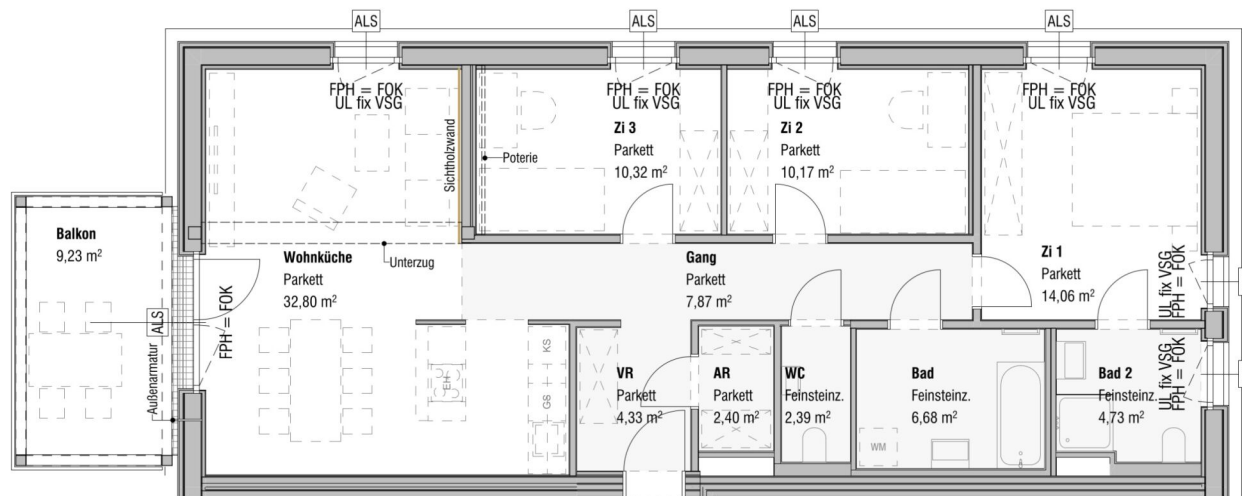 ALS
ALS
ALS
ALS
FPH = FOK
UL fix VSG
FPH = FOK
UL fix VSG
FPH = FOK
UL fix VSG
FPH = FOK
UL fix VSG
Sichtholzwand
Poterie
Zi 3
Parkett
10,32 m²
Zi 2
Parkett
10,17 m²
Balkon
9,23 m²
ALS
Außenarmatur
FPH = FOK
Wohnküche
Parkett
32,80 m²
Unterzug
Gang
Parkett
7,87 m²
Zi 1
Parkett
14,06 m²
UL fix VSG
FPH = FOK
EH
KS
GS
VR
Parkett
4,33 m²
AR
Parkett
2,40 m²
WC
Feinsteinz.
2,39 m²
Bad
Feinsteinz.
6,68 m²
WM
Bad 2
Feinsteinz.
4,73 m²
UL fix VSG
FPH = FOK